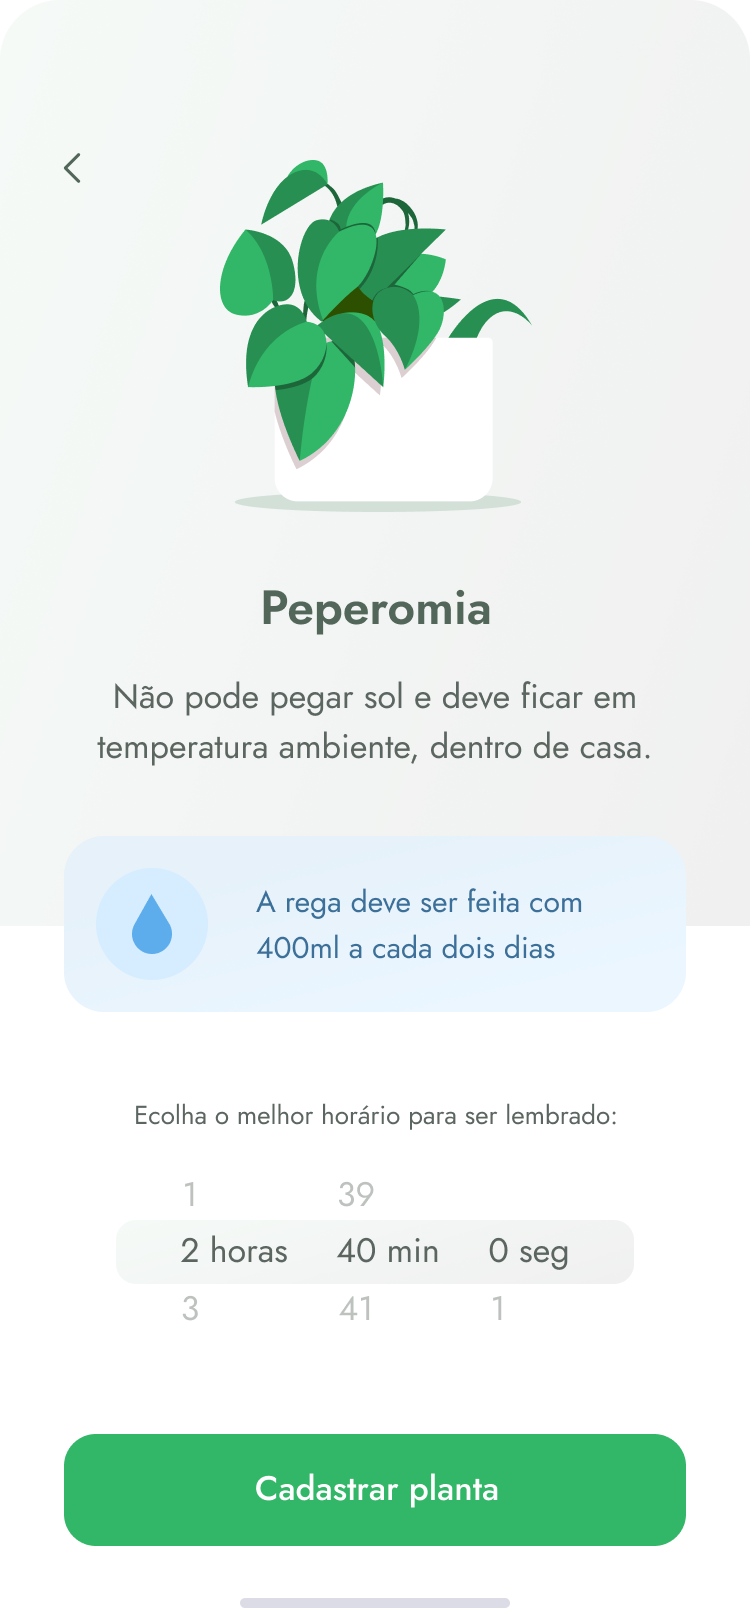 Peperomia
Não pode pegar sol e deve ficar em
temperatura ambiente, dentro de casa.
A rega deve ser feita com
400ml a cada dois dias
Ecolha o melhor horário para ser lembrado:
1 39
2 horas 40 min 0 seg
3 41 1
Cadastrar planta